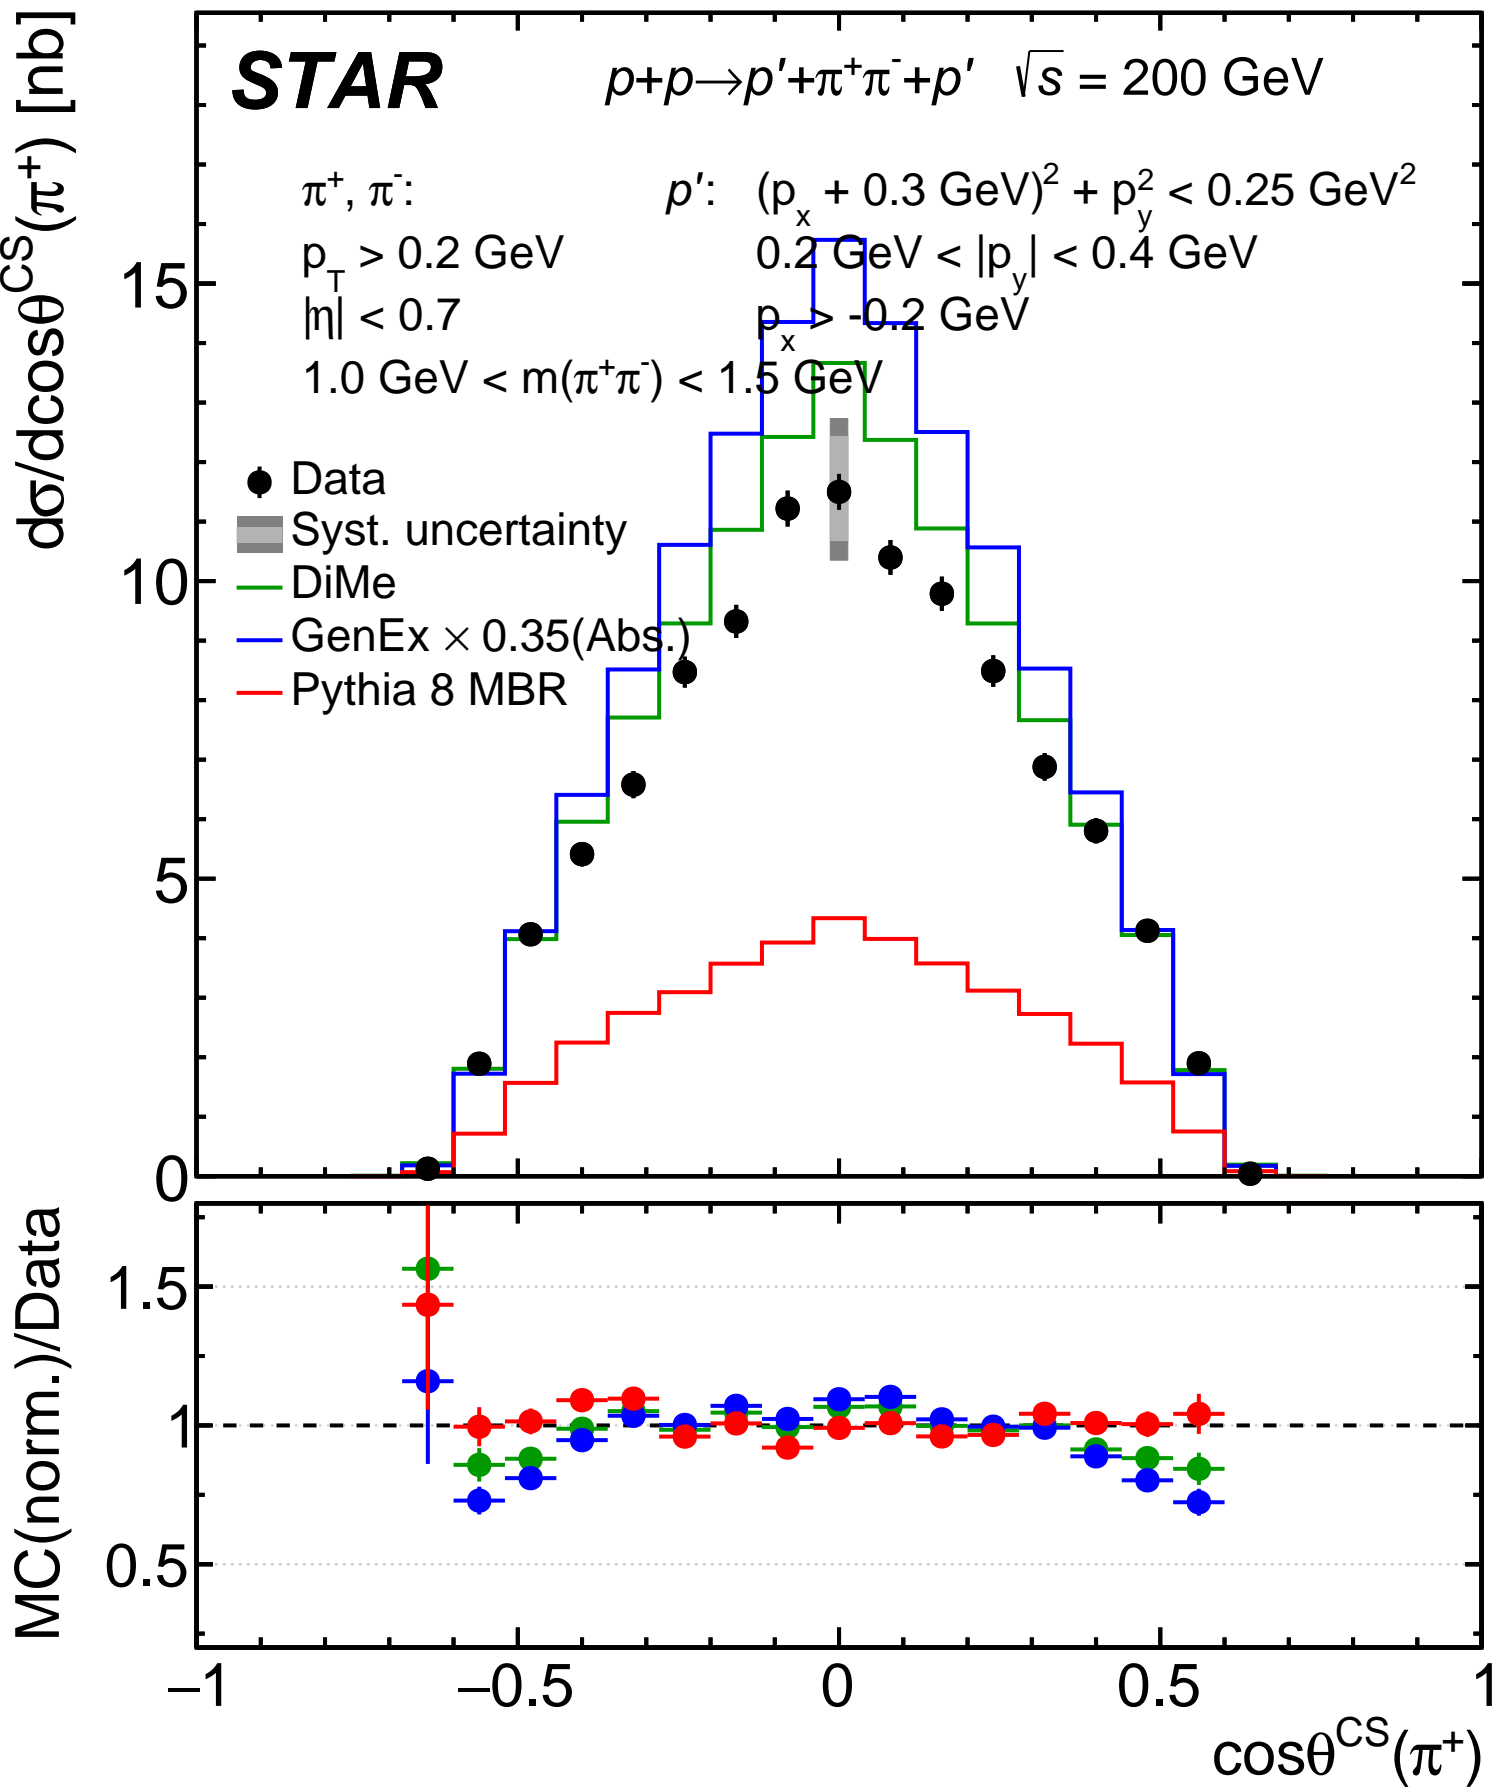 STAR p+p→p′+π⁺π⁻+p′ √s = 200 GeV
π⁺, π⁻: p′: (pₓ + 0.3 GeV)² + p_y² < 0.25 GeV²
p_T > 0.2 GeV 0.2 GeV < |p_y| < 0.4 GeV
|η| < 0.7 pₓ > -0.2 GeV
1.0 GeV < m(π⁺π⁻) < 1.5 GeV
Data
Syst. uncertainty
DiMe
GenEx × 0.35(Abs.)
Pythia 8 MBR
dσ/dcosθ^CS(π⁺) [nb]
15
10
5
0
MC(norm.)/Data
1.5
1
0.5
−1 −0.5 0 0.5 1
cosθ^CS(π⁺)